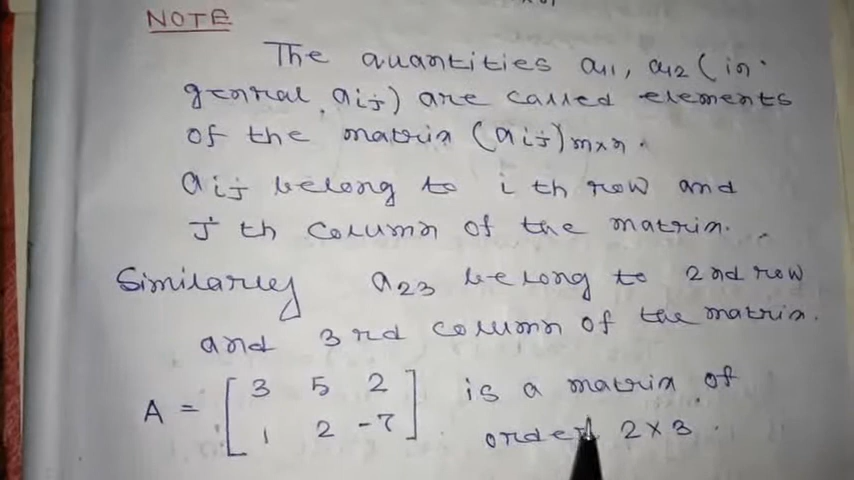 NOTE
The quantities a11, a12 (in
general aij) are called elements
of the matrix (aij)mxn.
aij belong to i th row and
j th column of the matrix.
Similarly a23 belong to 2nd row
and 3rd column of the matrix.
A = [3 5 2
1 2 -7] is a matrix of
order 2x3.